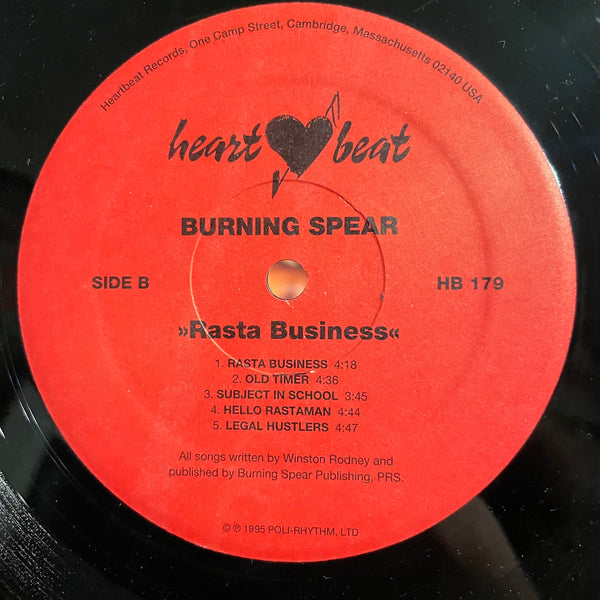 Heartbeat Records, One Camp Street, Cambridge, Massachusetts 02140 USA
heart beat
BURNING SPEAR
SIDE B
HB 179
»Rasta Business«
1. RASTA BUSINESS 4:18
2. OLD TIMER 4:36
3. SUBJECT IN SCHOOL 3:45
4. HELLO RASTAMAN 4:44
5. LEGAL HUSTLERS 4:47
All songs written by Winston Rodney and
published by Burning Spear Publishing, PRS.
© ℗ 1995 POLI-RHYTHM, LTD